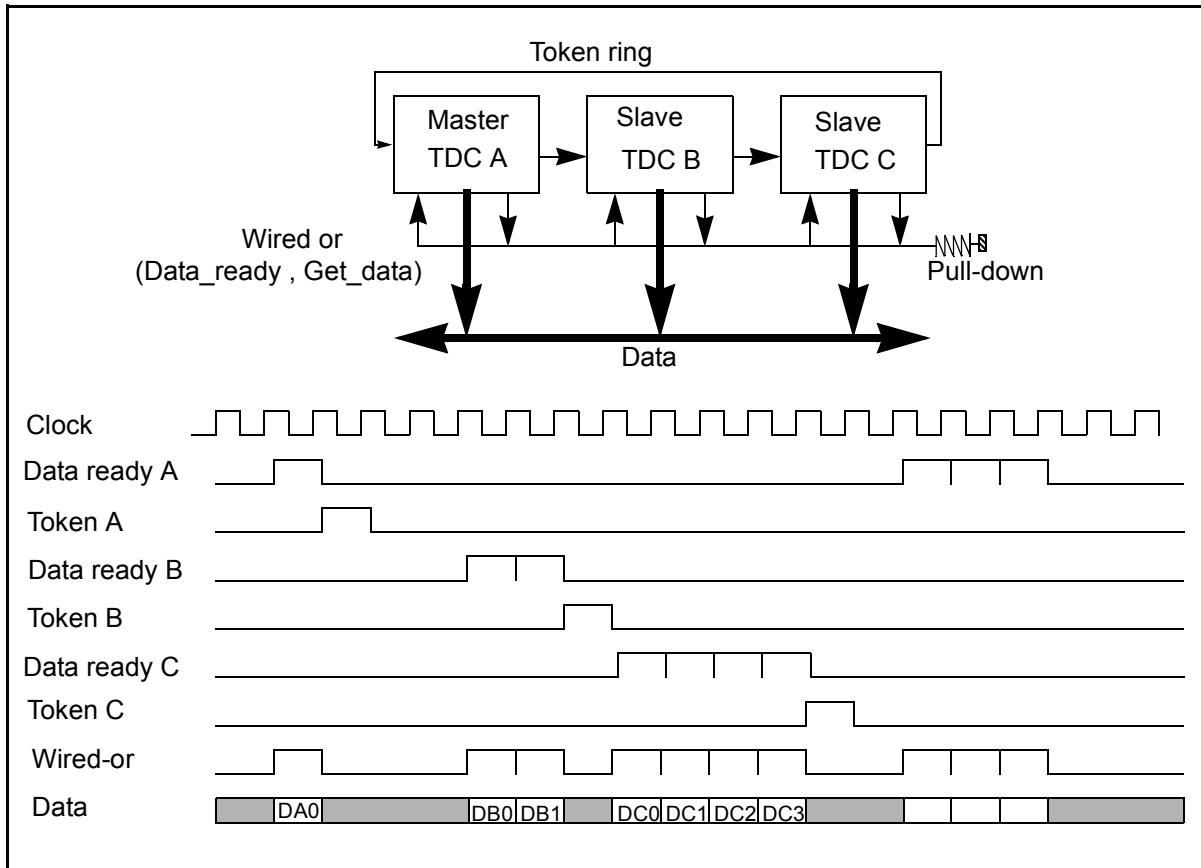 Token ring
Master
TDC A
Slave
TDC B
Slave
TDC C
Wired or
(Data_ready , Get_data)
Pull-down
Data
Clock
Data ready A
Token A
Data ready B
Token B
Data ready C
Token C
Wired-or
Data
DA0 DB0 DB1 DC0 DC1 DC2 DC3